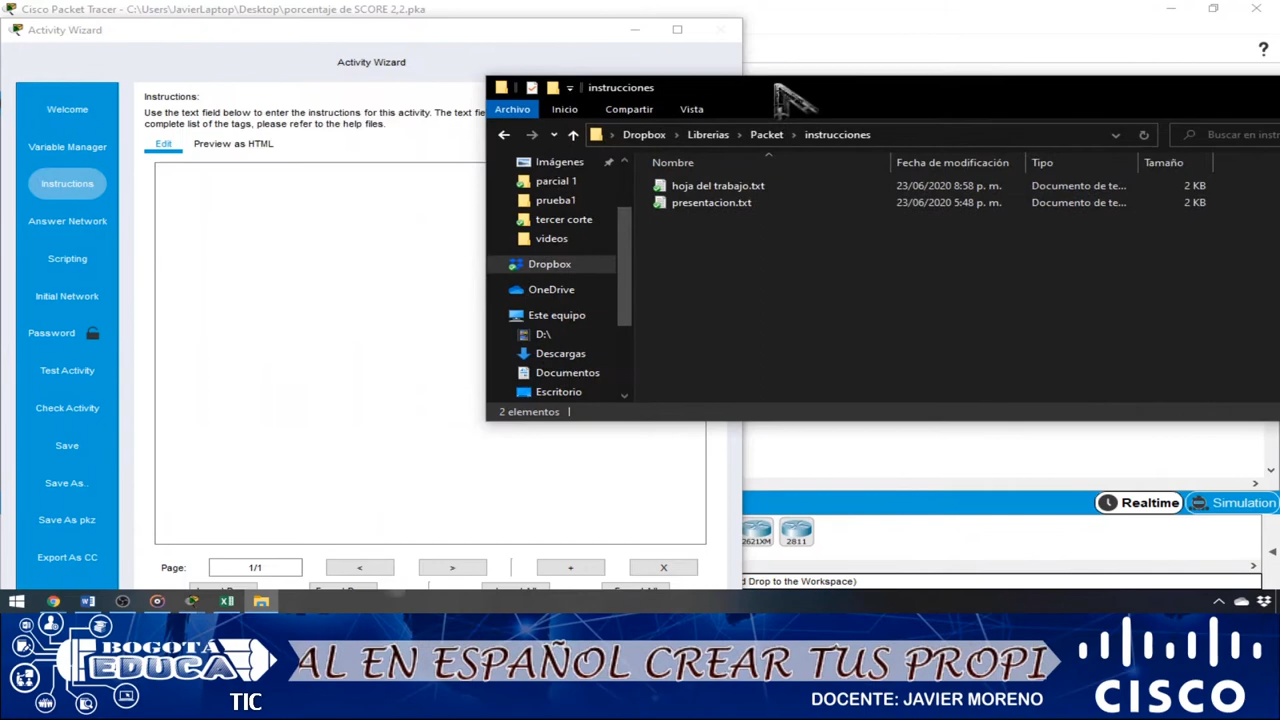 Cisco Packet Tracer - C:\Users\JavierLaptop\Desktop\porcentaje de SCORE 2,2.pka
Activity Wizard
Activity Wizard
Welcome
Variable Manager
Instructions
Answer Network
Scripting
Initial Network
Password
Test Activity
Check Activity
Save
Save As..
Save As pkz
Export As CC
Instructions:
Use the text field below to enter the instructions for this activity. The text fiel
complete list of the tags, please refer to the help files.
Edit
Preview as HTML
Page:
1/1
<
>
+
X
instrucciones
Archivo
Inicio
Compartir
Vista
Dropbox > Librerias > Packet > instrucciones
Buscar en instr
Nombre
Fecha de modificación
Tipo
Tamaño
hoja del trabajo.txt
23/06/2020 8:58 p. m.
Documento de te...
2 KB
presentacion.txt
23/06/2020 5:48 p. m.
Documento de te...
2 KB
Imágenes
parcial 1
prueba1
tercer corte
videos
Dropbox
OneDrive
Este equipo
D:\
Descargas
Documentos
Escritorio
2 elementos
?
Realtime
Simulation
2621XM
2811
d Drop to the Workspace)
BOGOTÁ
EDUCA
TIC
AL EN ESPAÑOL CREAR TUS PROPI
DOCENTE: JAVIER MORENO
CISCO